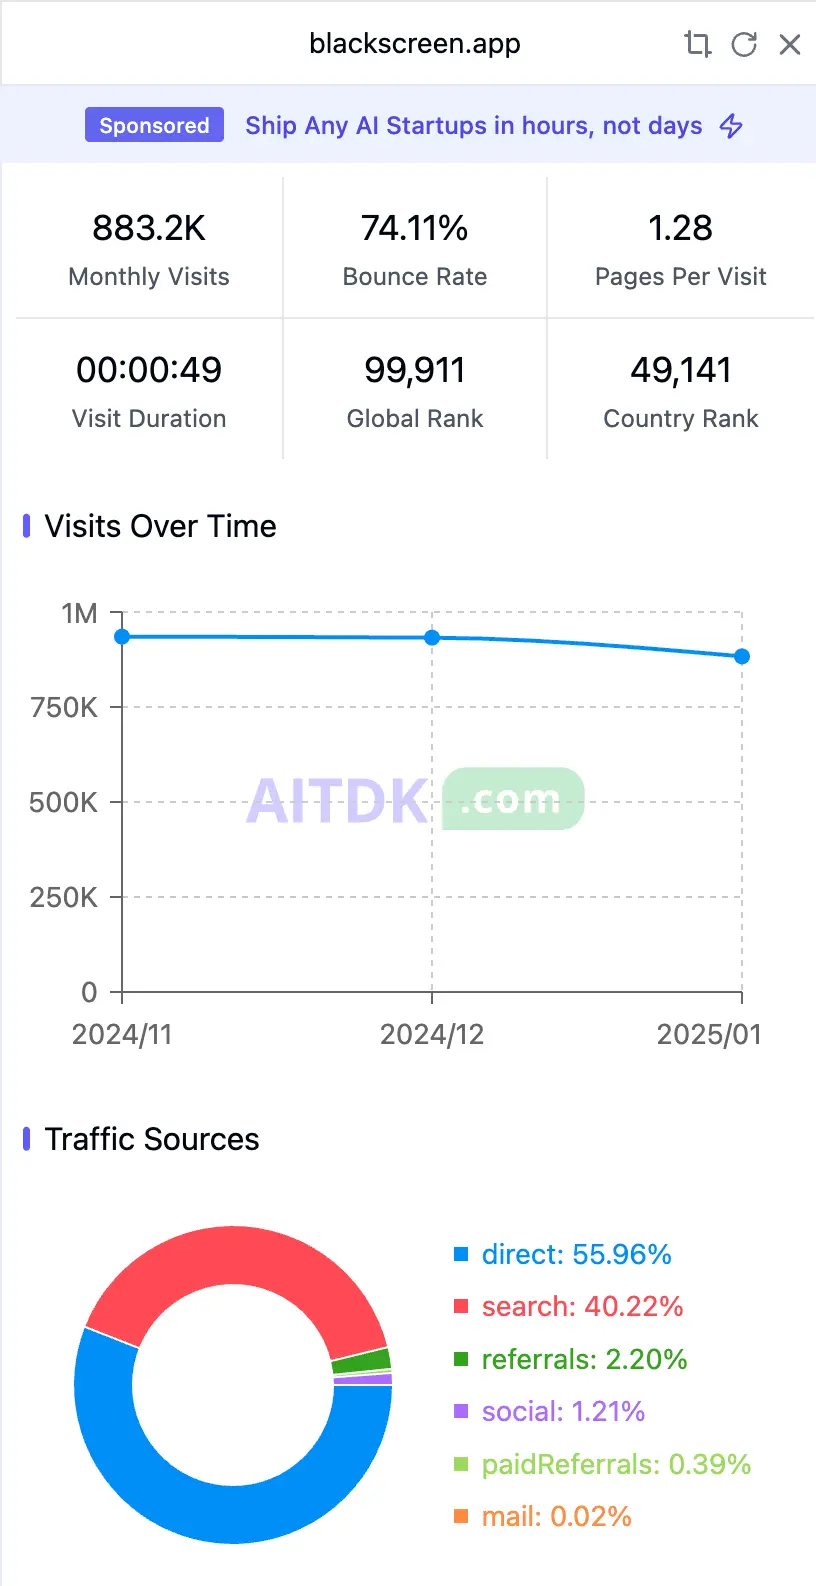 blackscreen.app
Sponsored Ship Any AI Startups in hours, not days
883.2K 74.11% 1.28
Monthly Visits Bounce Rate Pages Per Visit
00:00:49 99,911 49,141
Visit Duration Global Rank Country Rank
Visits Over Time
1M
750K
500K
250K
0
AITDK .com
2024/11 2024/12 2025/01
Traffic Sources
direct: 55.96%
search: 40.22%
referrals: 2.20%
social: 1.21%
paidReferrals: 0.39%
mail: 0.02%